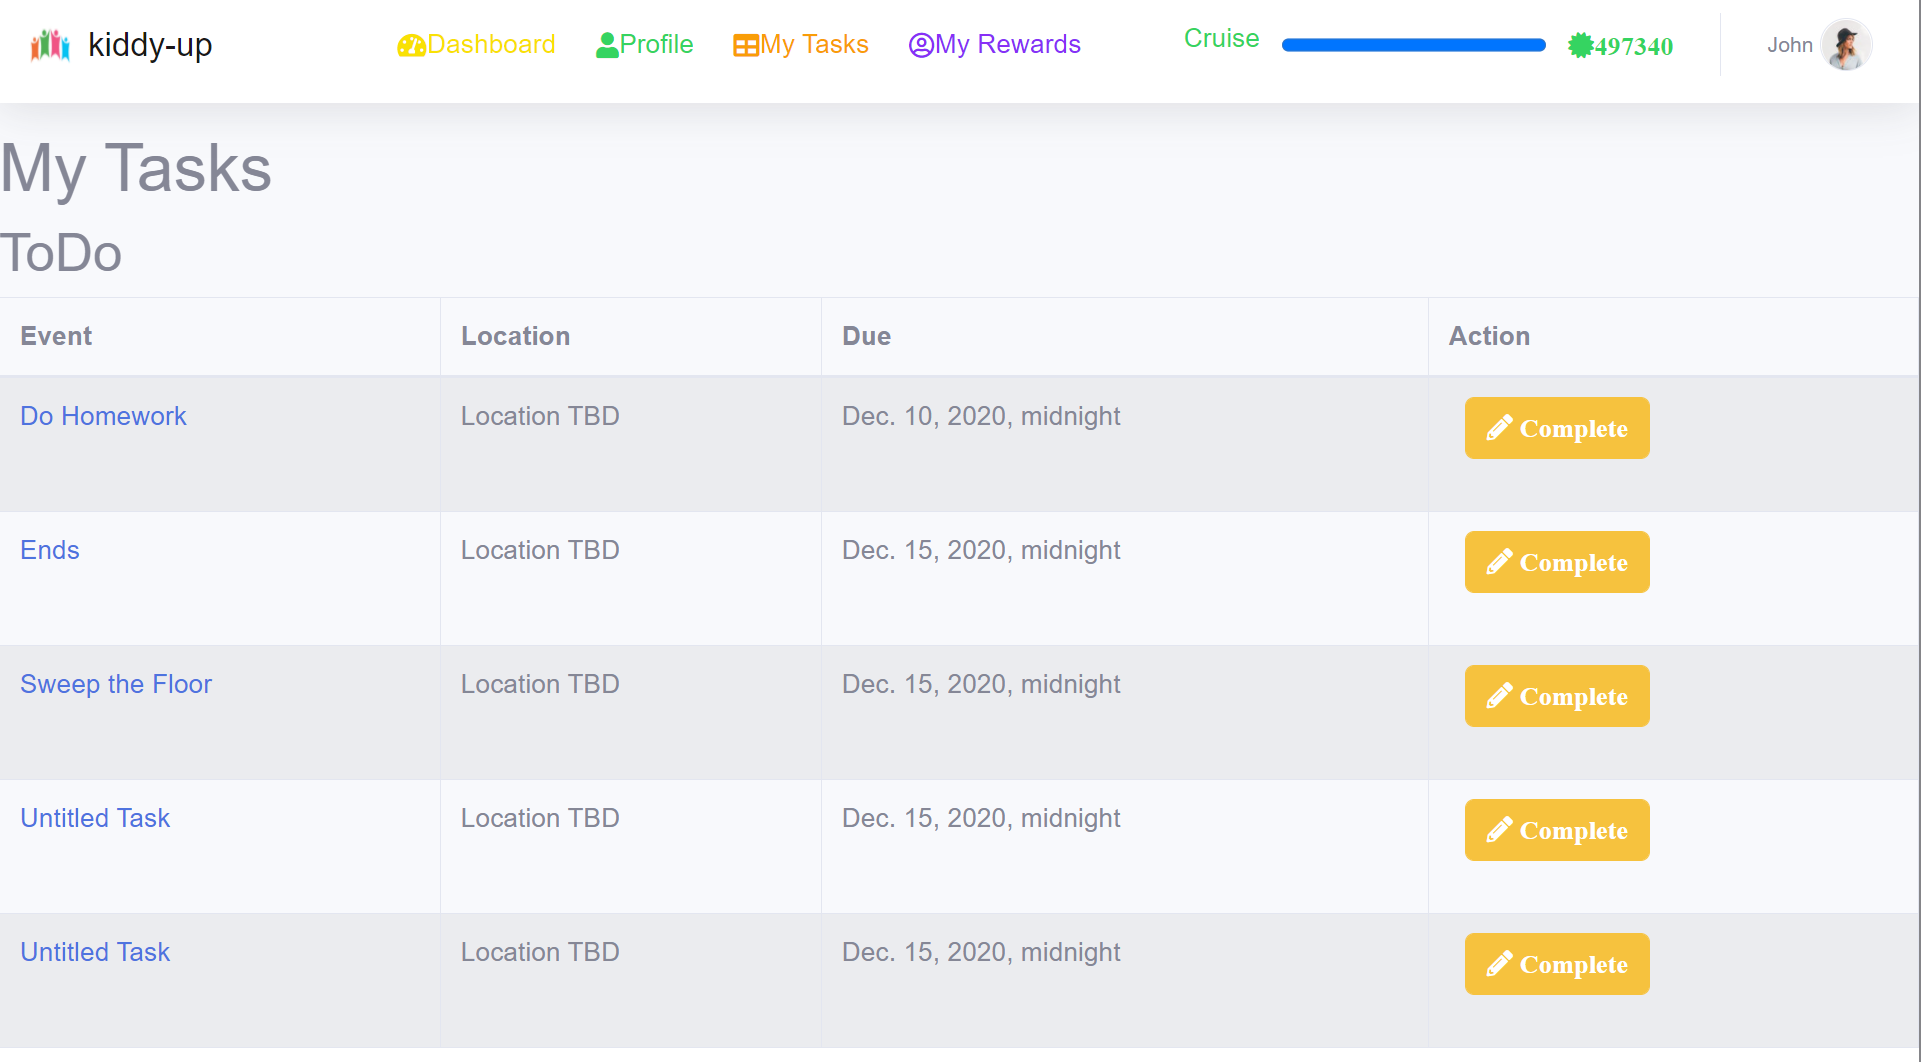 kiddy-up Dashboard Profile My Tasks My Rewards Cruise 497340 John
My Tasks
ToDo
Event Location Due Action
Do Homework Location TBD Dec. 10, 2020, midnight Complete
Ends Location TBD Dec. 15, 2020, midnight Complete
Sweep the Floor Location TBD Dec. 15, 2020, midnight Complete
Untitled Task Location TBD Dec. 15, 2020, midnight Complete
Untitled Task Location TBD Dec. 15, 2020, midnight Complete